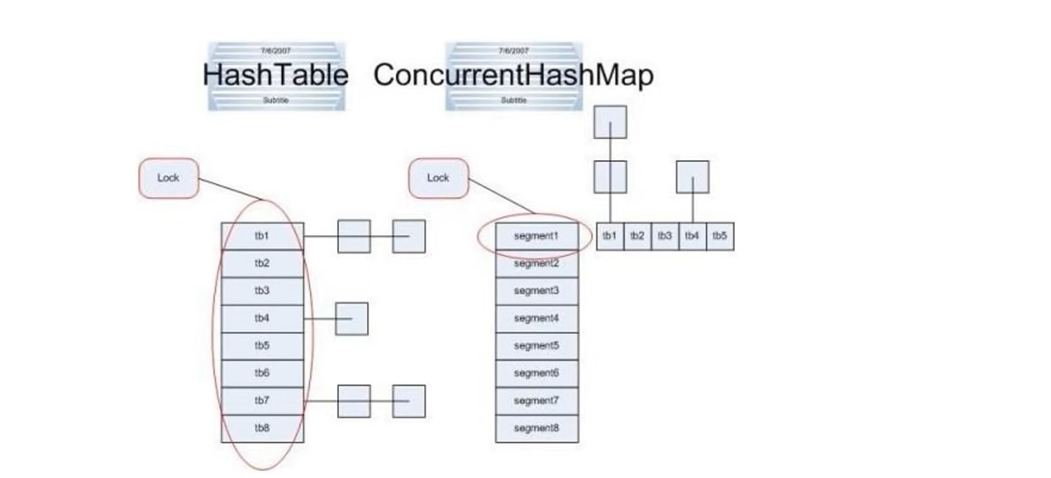 7/6/2007
HashTable
Subtitle
7/6/2007
ConcurrentHashMap
Subtitle
Lock
tb1
tb2
tb3
tb4
tb5
tb6
tb7
tb8
Lock
segment1
segment2
segment3
segment4
segment5
segment6
segment7
segment8
tb1 tb2 tb3 tb4 tb5